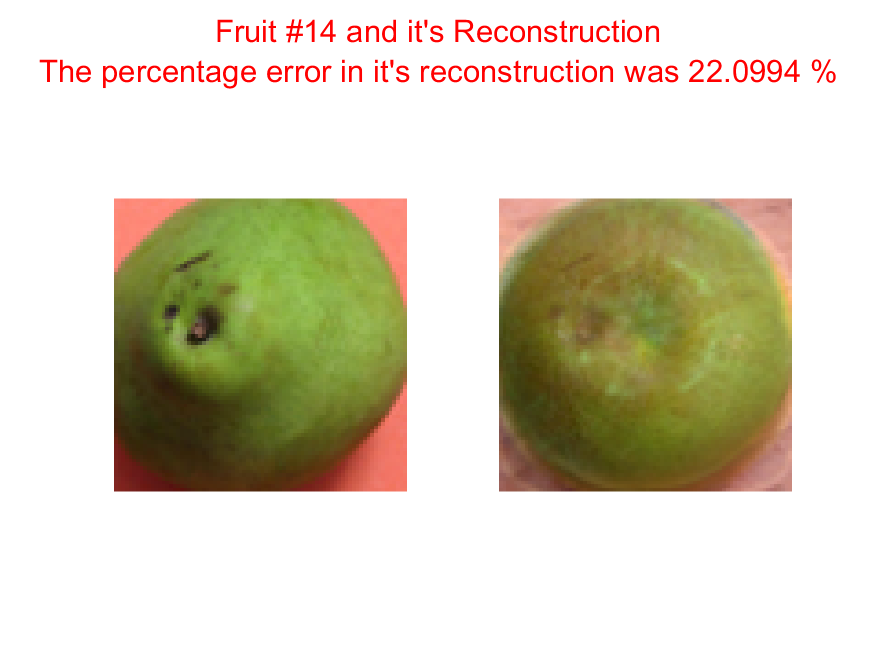 Fruit #14 and it's Reconstruction
The percentage error in it's reconstruction was 22.0994 %